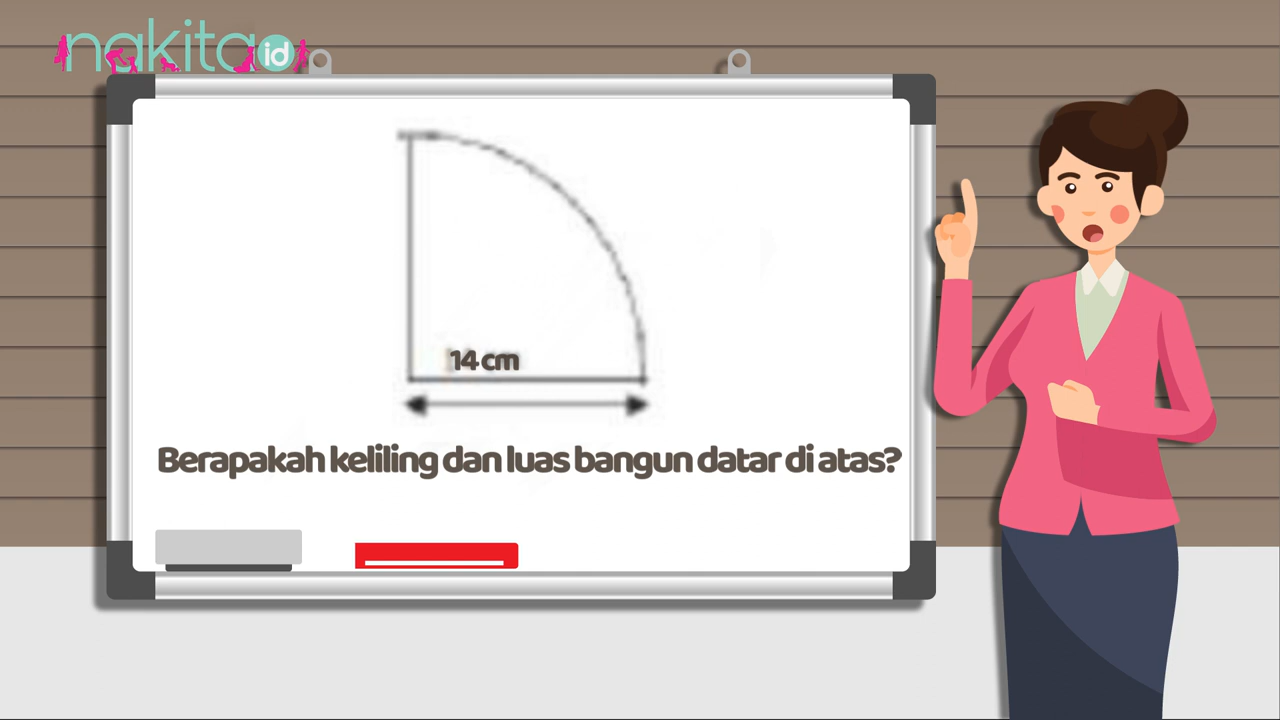 nakita id
14 cm
Berapakah keliling dan luas bangun datar di atas?